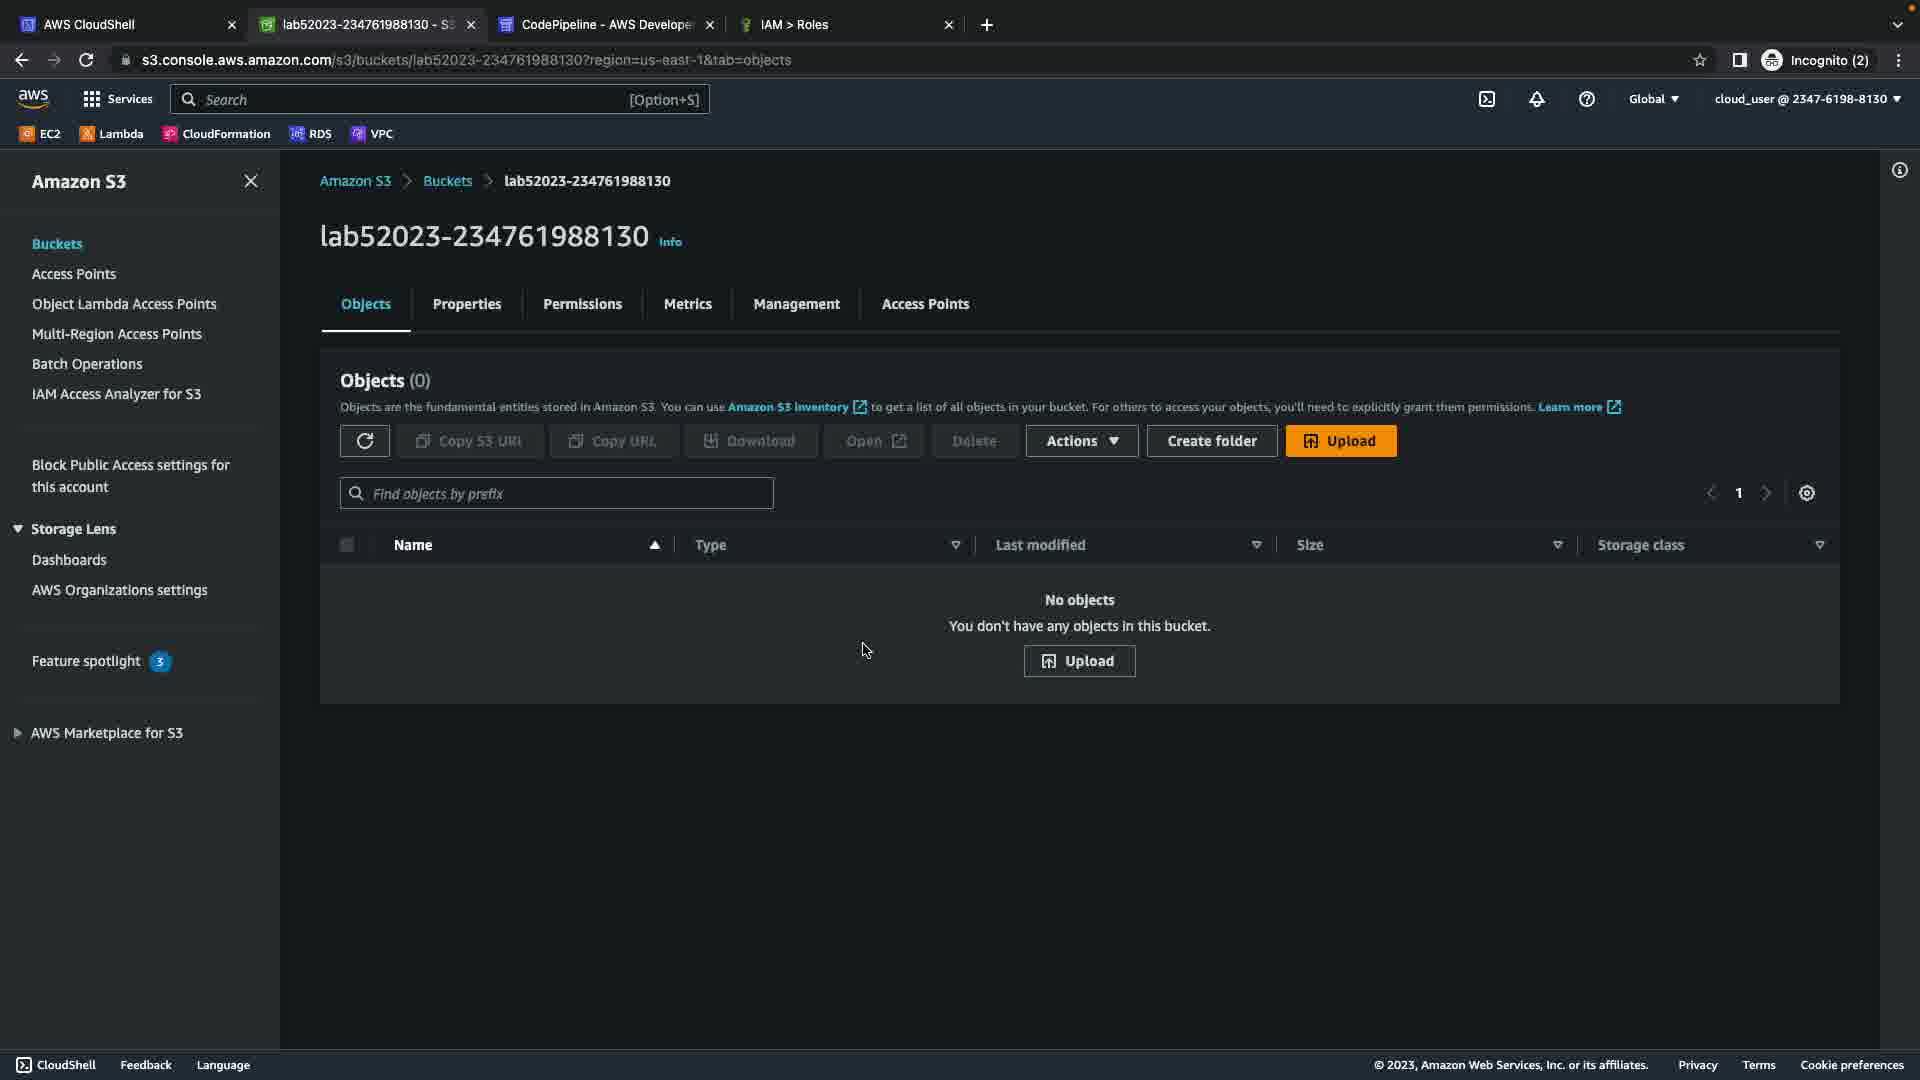 AWS CloudShell
lab52023-234761988130 - S3
CodePipeline - AWS Develope
IAM > Roles
s3.console.aws.amazon.com/s3/buckets/lab52023-234761988130?region=us-east-1&tab=objects
Incognito (2)
aws
Services
Search
[Option+S]
Global
cloud_user @ 2347-6198-8130
EC2
Lambda
CloudFormation
RDS
VPC
Amazon S3
Buckets
Access Points
Object Lambda Access Points
Multi-Region Access Points
Batch Operations
IAM Access Analyzer for S3
Block Public Access settings for
this account
Storage Lens
Dashboards
AWS Organizations settings
Feature spotlight 3
AWS Marketplace for S3
Amazon S3 > Buckets > lab52023-234761988130
lab52023-234761988130 Info
Objects
Properties
Permissions
Metrics
Management
Access Points
Objects (0)
Objects are the fundamental entities stored in Amazon S3. You can use Amazon S3 inventory to get a list of all objects in your bucket. For others to access your objects, you'll need to explicitly grant them permissions. Learn more
Copy S3 URI
Copy URL
Download
Open
Delete
Actions
Create folder
Upload
Find objects by prefix
1
Name
Type
Last modified
Size
Storage class
No objects
You don't have any objects in this bucket.
Upload
CloudShell
Feedback
Language
© 2023, Amazon Web Services, Inc. or its affiliates.
Privacy
Terms
Cookie preferences